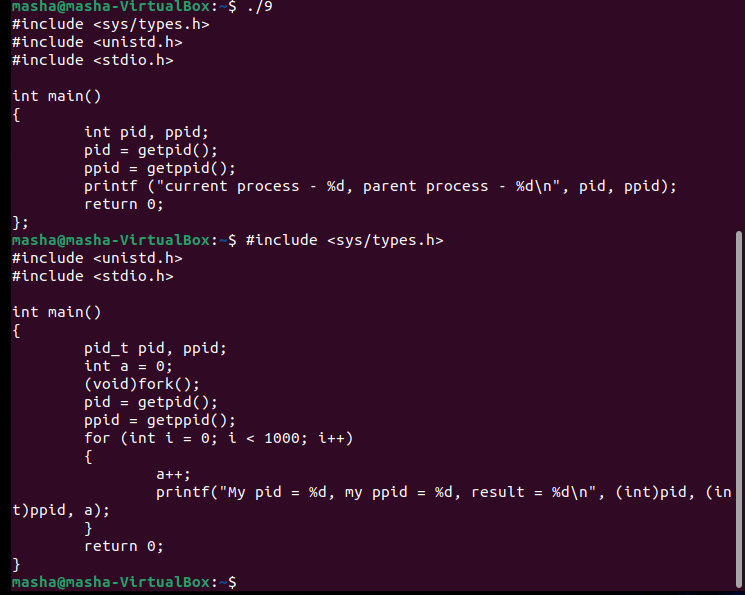 masha@masha-VirtualBox:~$ ./9
#include <sys/types.h>
#include <unistd.h>
#include <stdio.h>

int main()
{
        int pid, ppid;
        pid = getpid();
        ppid = getppid();
        printf ("current process - %d, parent process - %d\n", pid, ppid);
        return 0;
};
masha@masha-VirtualBox:~$ #include <sys/types.h>
#include <unistd.h>
#include <stdio.h>

int main()
{
        pid_t pid, ppid;
        int a = 0;
        (void)fork();
        pid = getpid();
        ppid = getppid();
        for (int i = 0; i < 1000; i++)
        {
                a++;
                printf("My pid = %d, my ppid = %d, result = %d\n", (int)pid, (in
t)ppid, a);
        }
        return 0;
}
masha@masha-VirtualBox:~$